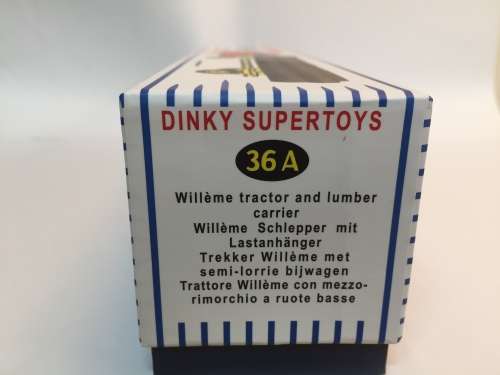 DINKY SUPERTOYS
36 A
Willème tractor and lumber
carrier
Willème Schlepper mit
Lastanhänger
Trekker Willème met
semi-lorrie bijwagen
Trattore Willème con mezzo-
rimorchio a ruote basse